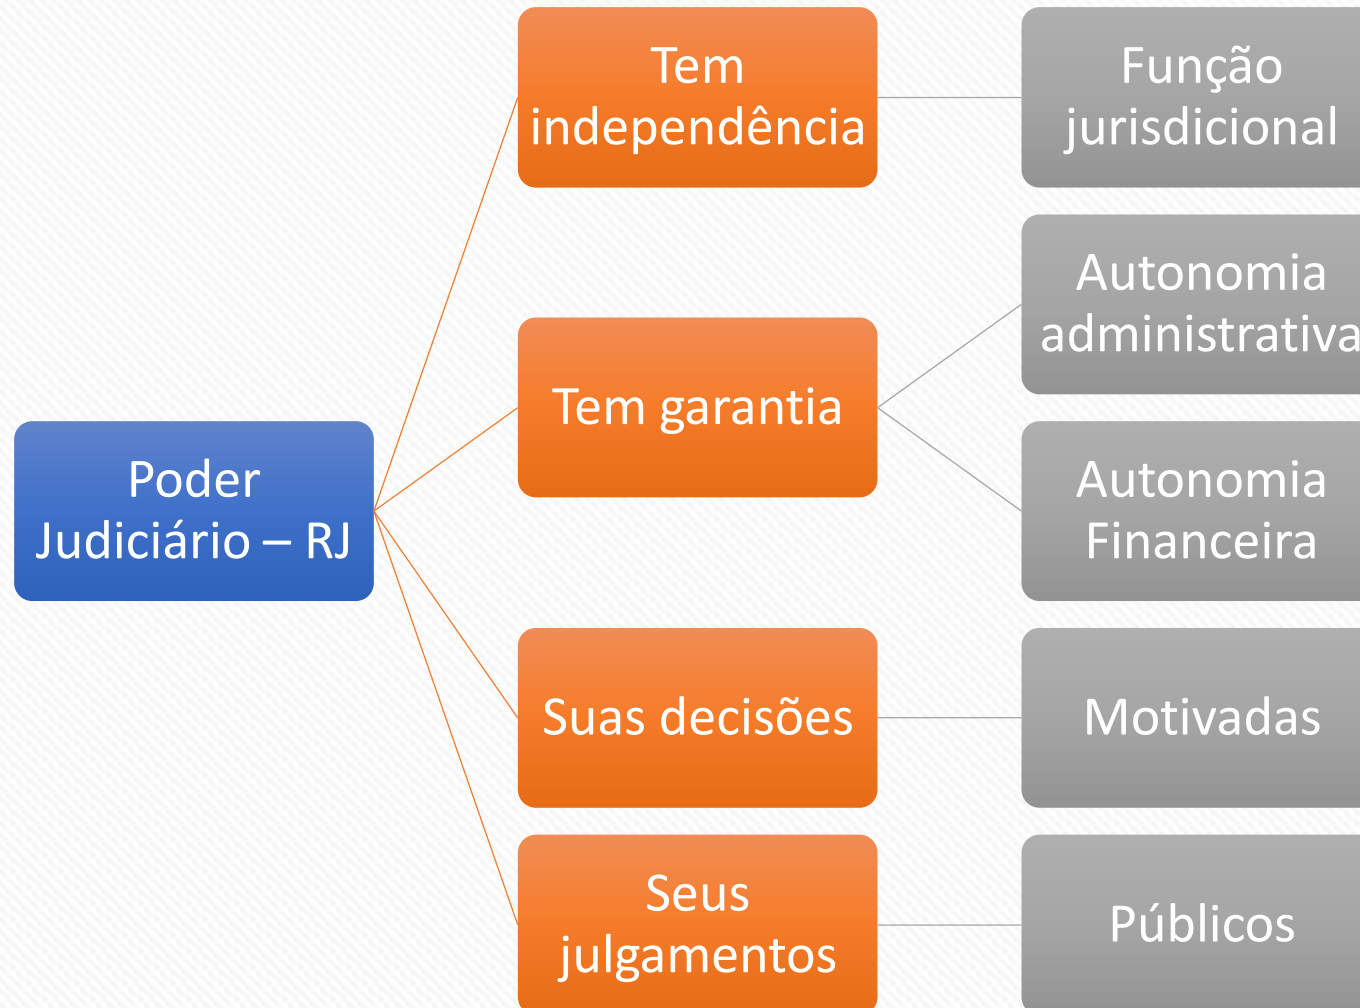 Tem
independência
Função
jurisdicional
Autonomia
administrativa
Tem garantia
Poder
Judiciário – RJ
Autonomia
Financeira
Suas decisões
Motivadas
Seus
julgamentos
Públicos